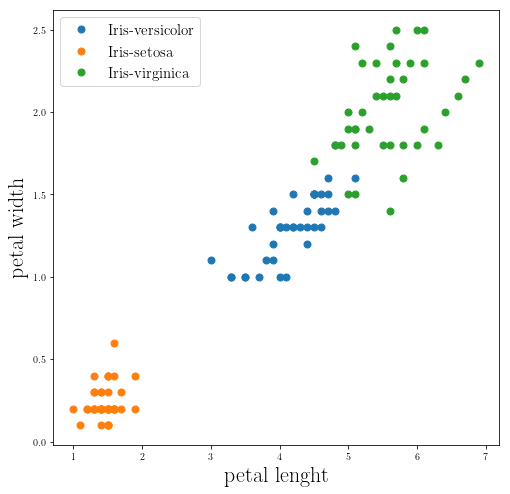 Iris-versicolor
Iris-setosa
Iris-virginica
2.5
2.0
1.5
1.0
0.5
0.0
petal width
1 2 3 4 5 6 7
petal lenght